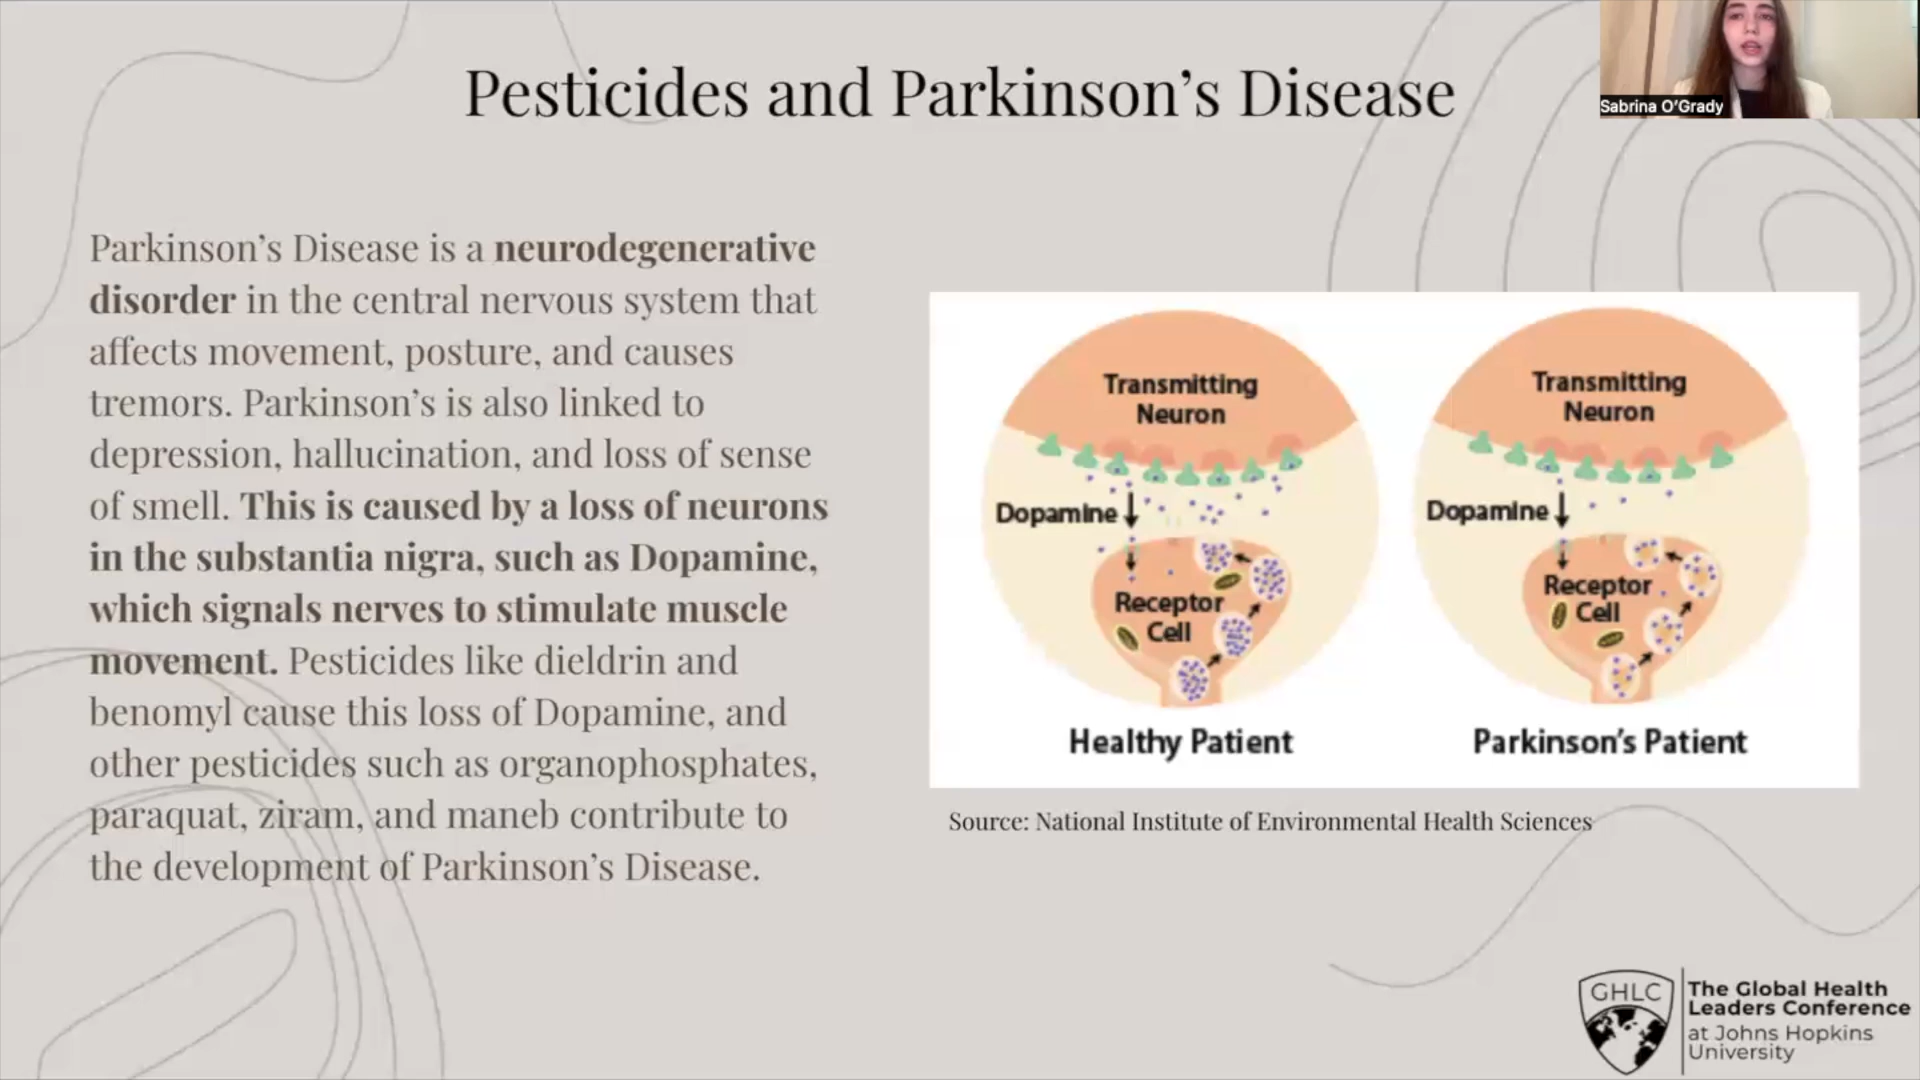 Pesticides and Parkinson's Disease
Sabrina O'Grady
Parkinson's Disease is a neurodegenerative
disorder in the central nervous system that
affects movement, posture, and causes
tremors. Parkinson's is also linked to
depression, hallucination, and loss of sense
of smell. This is caused by a loss of neurons
in the substantia nigra, such as Dopamine,
which signals nerves to stimulate muscle
movement. Pesticides like dieldrin and
benomyl cause this loss of Dopamine, and
other pesticides such as organophosphates,
paraquat, ziram, and maneb contribute to
the development of Parkinson's Disease.
Transmitting
Neuron
Dopamine
Receptor
Cell
Healthy Patient
Transmitting
Neuron
Dopamine
Receptor
Cell
Parkinson's Patient
Source: National Institute of Environmental Health Sciences
GHLC
The Global Health
Leaders Conference
at Johns Hopkins
University